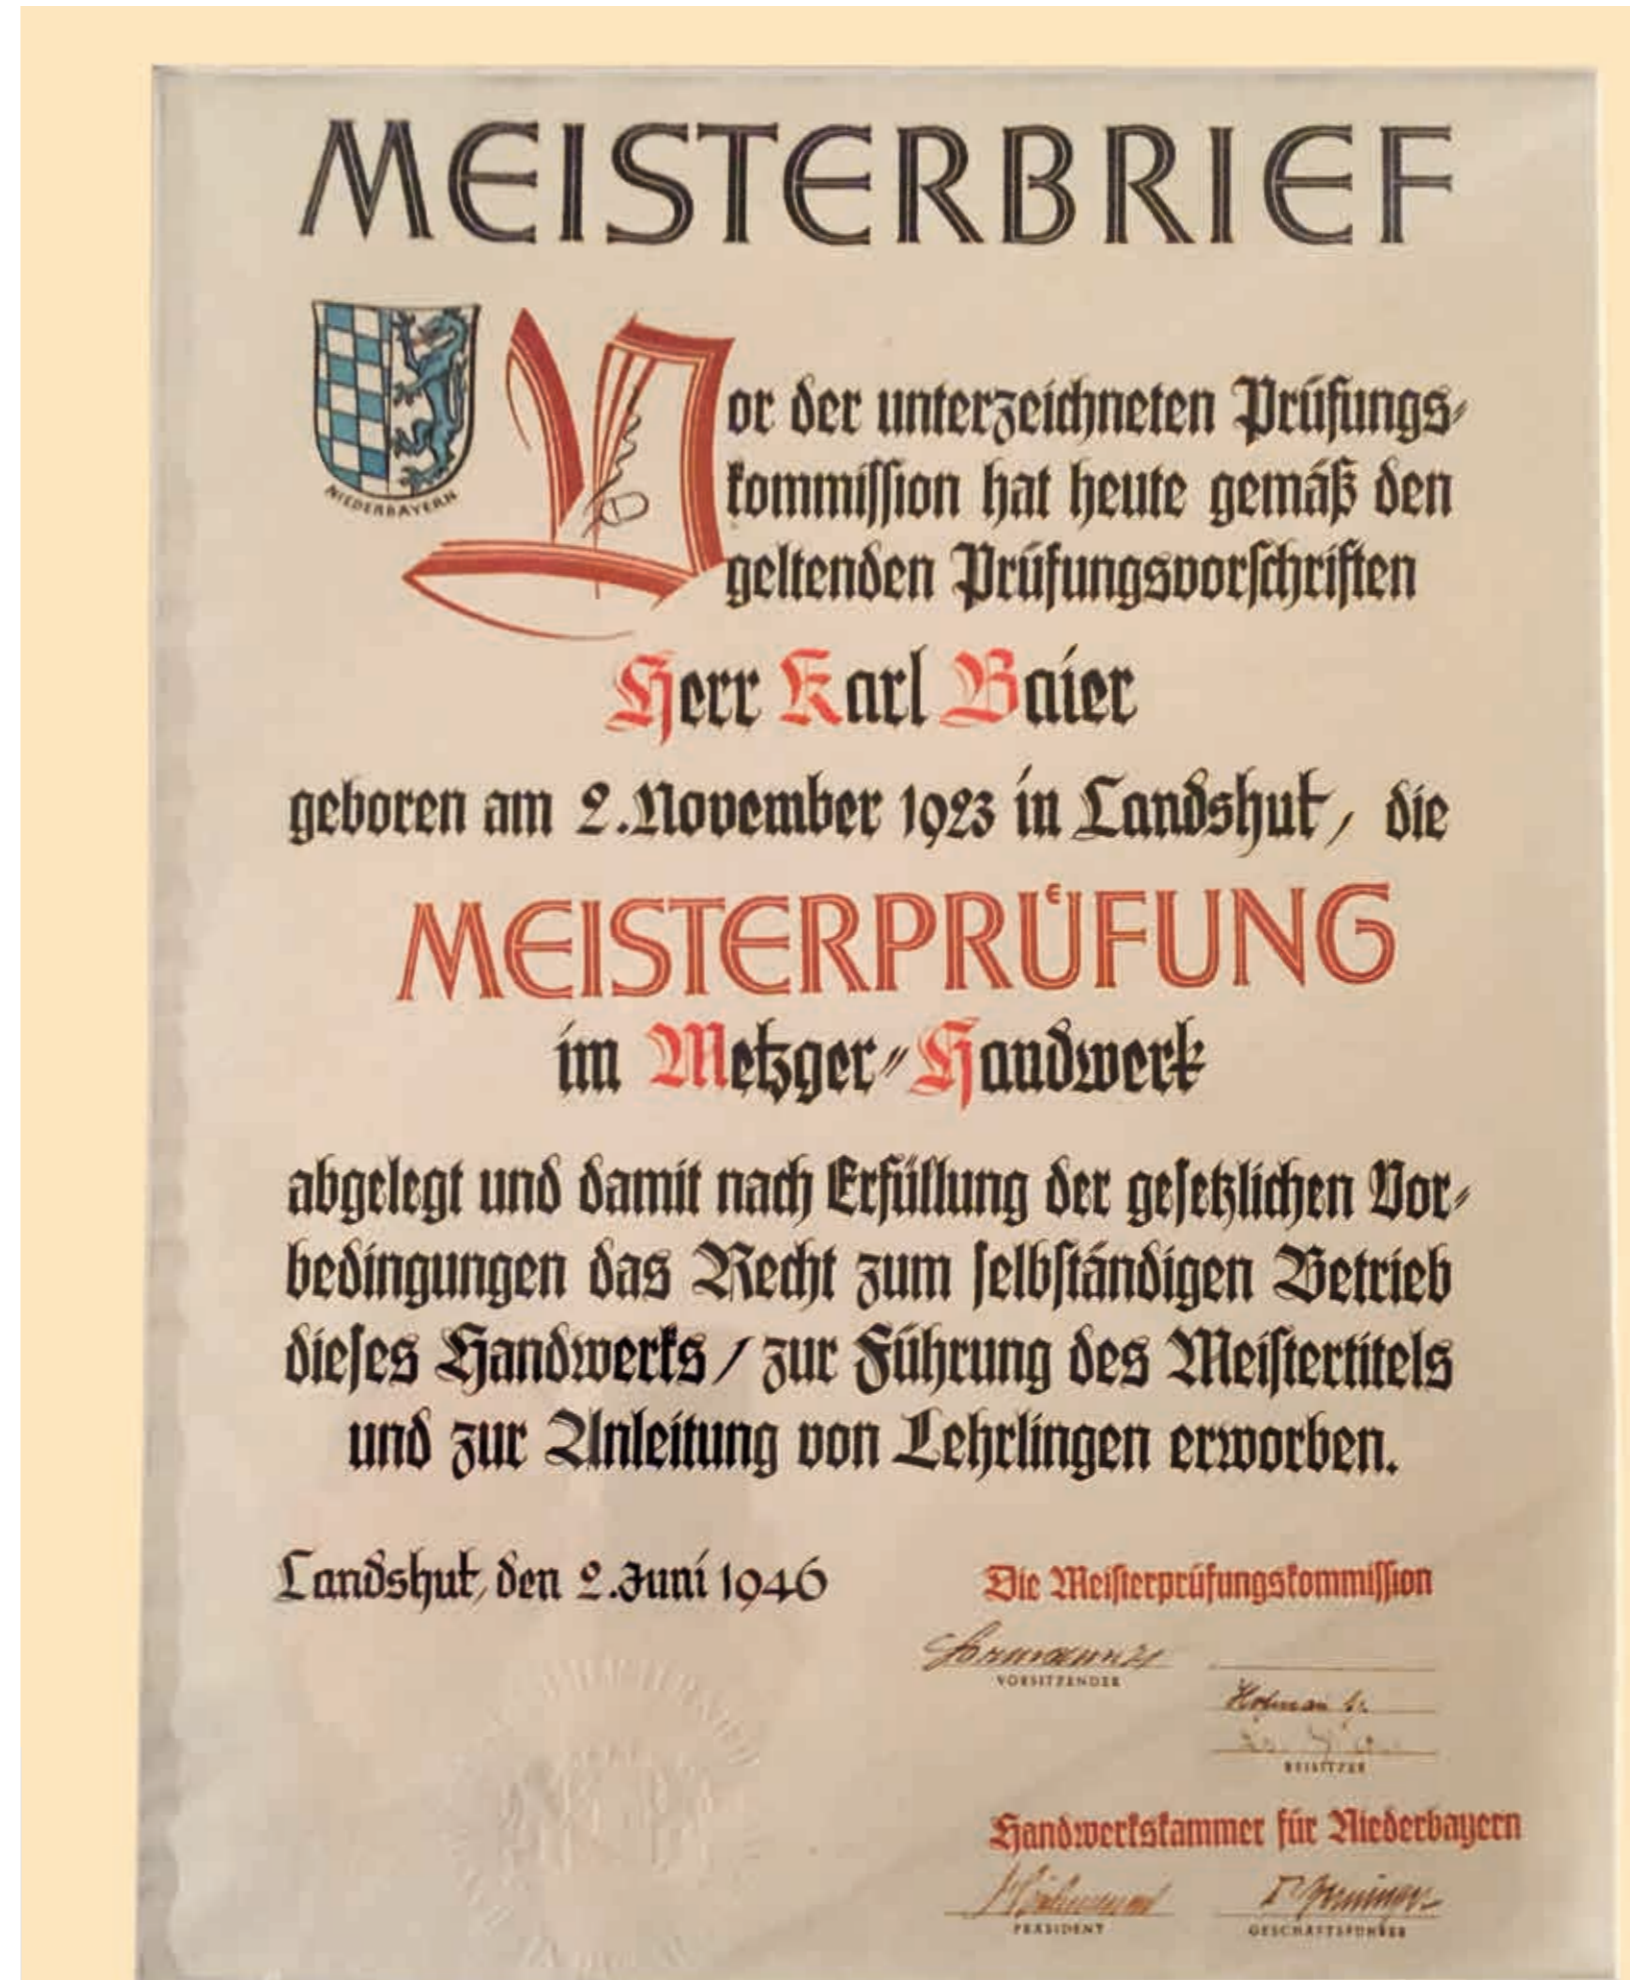 MEISTERBRIEF
NIEDERBAYERN
Vor der unterzeichneten Prüfungs-
kommission hat heute gemäß den
geltenden Prüfungsvorschriften
Herr Karl Baier
geboren am 2. November 1923 in Landshut, die
MEISTERPRÜFUNG
im Metzger-Handwerk
abgelegt und damit nach Erfüllung der gesetzlichen Vor-
bedingungen das Recht zum selbständigen Betrieb
dieses Handwerks / zur Führung des Meistertitels
und zur Anleitung von Lehrlingen erworben.
Landshut, den 2. Juni 1946
Die Meisterprüfungskommission
VORSITZENDER
BEISITZER
Handwerkskammer für Niederbayern
PRÄSIDENT
GESCHÄFTSFÜHRER